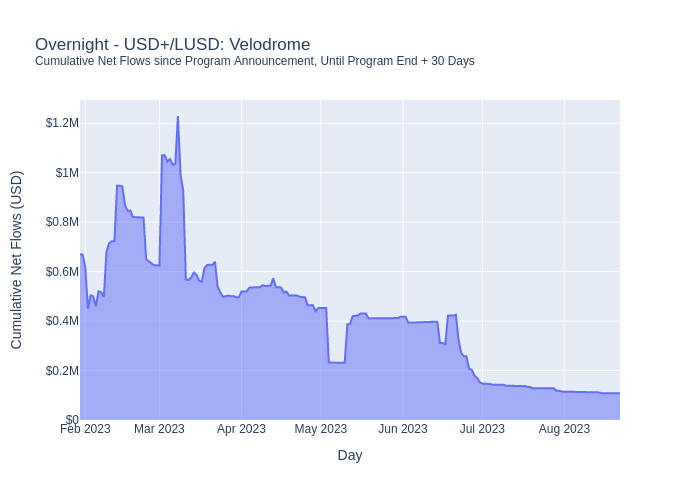 Overnight - USD+/LUSD: Velodrome
Cumulative Net Flows since Program Announcement, Until Program End + 30 Days
Cumulative Net Flows (USD)
$1.2M
$1M
$0.8M
$0.6M
$0.4M
$0.2M
$0
Feb 2023 Mar 2023 Apr 2023 May 2023 Jun 2023 Jul 2023 Aug 2023
Day